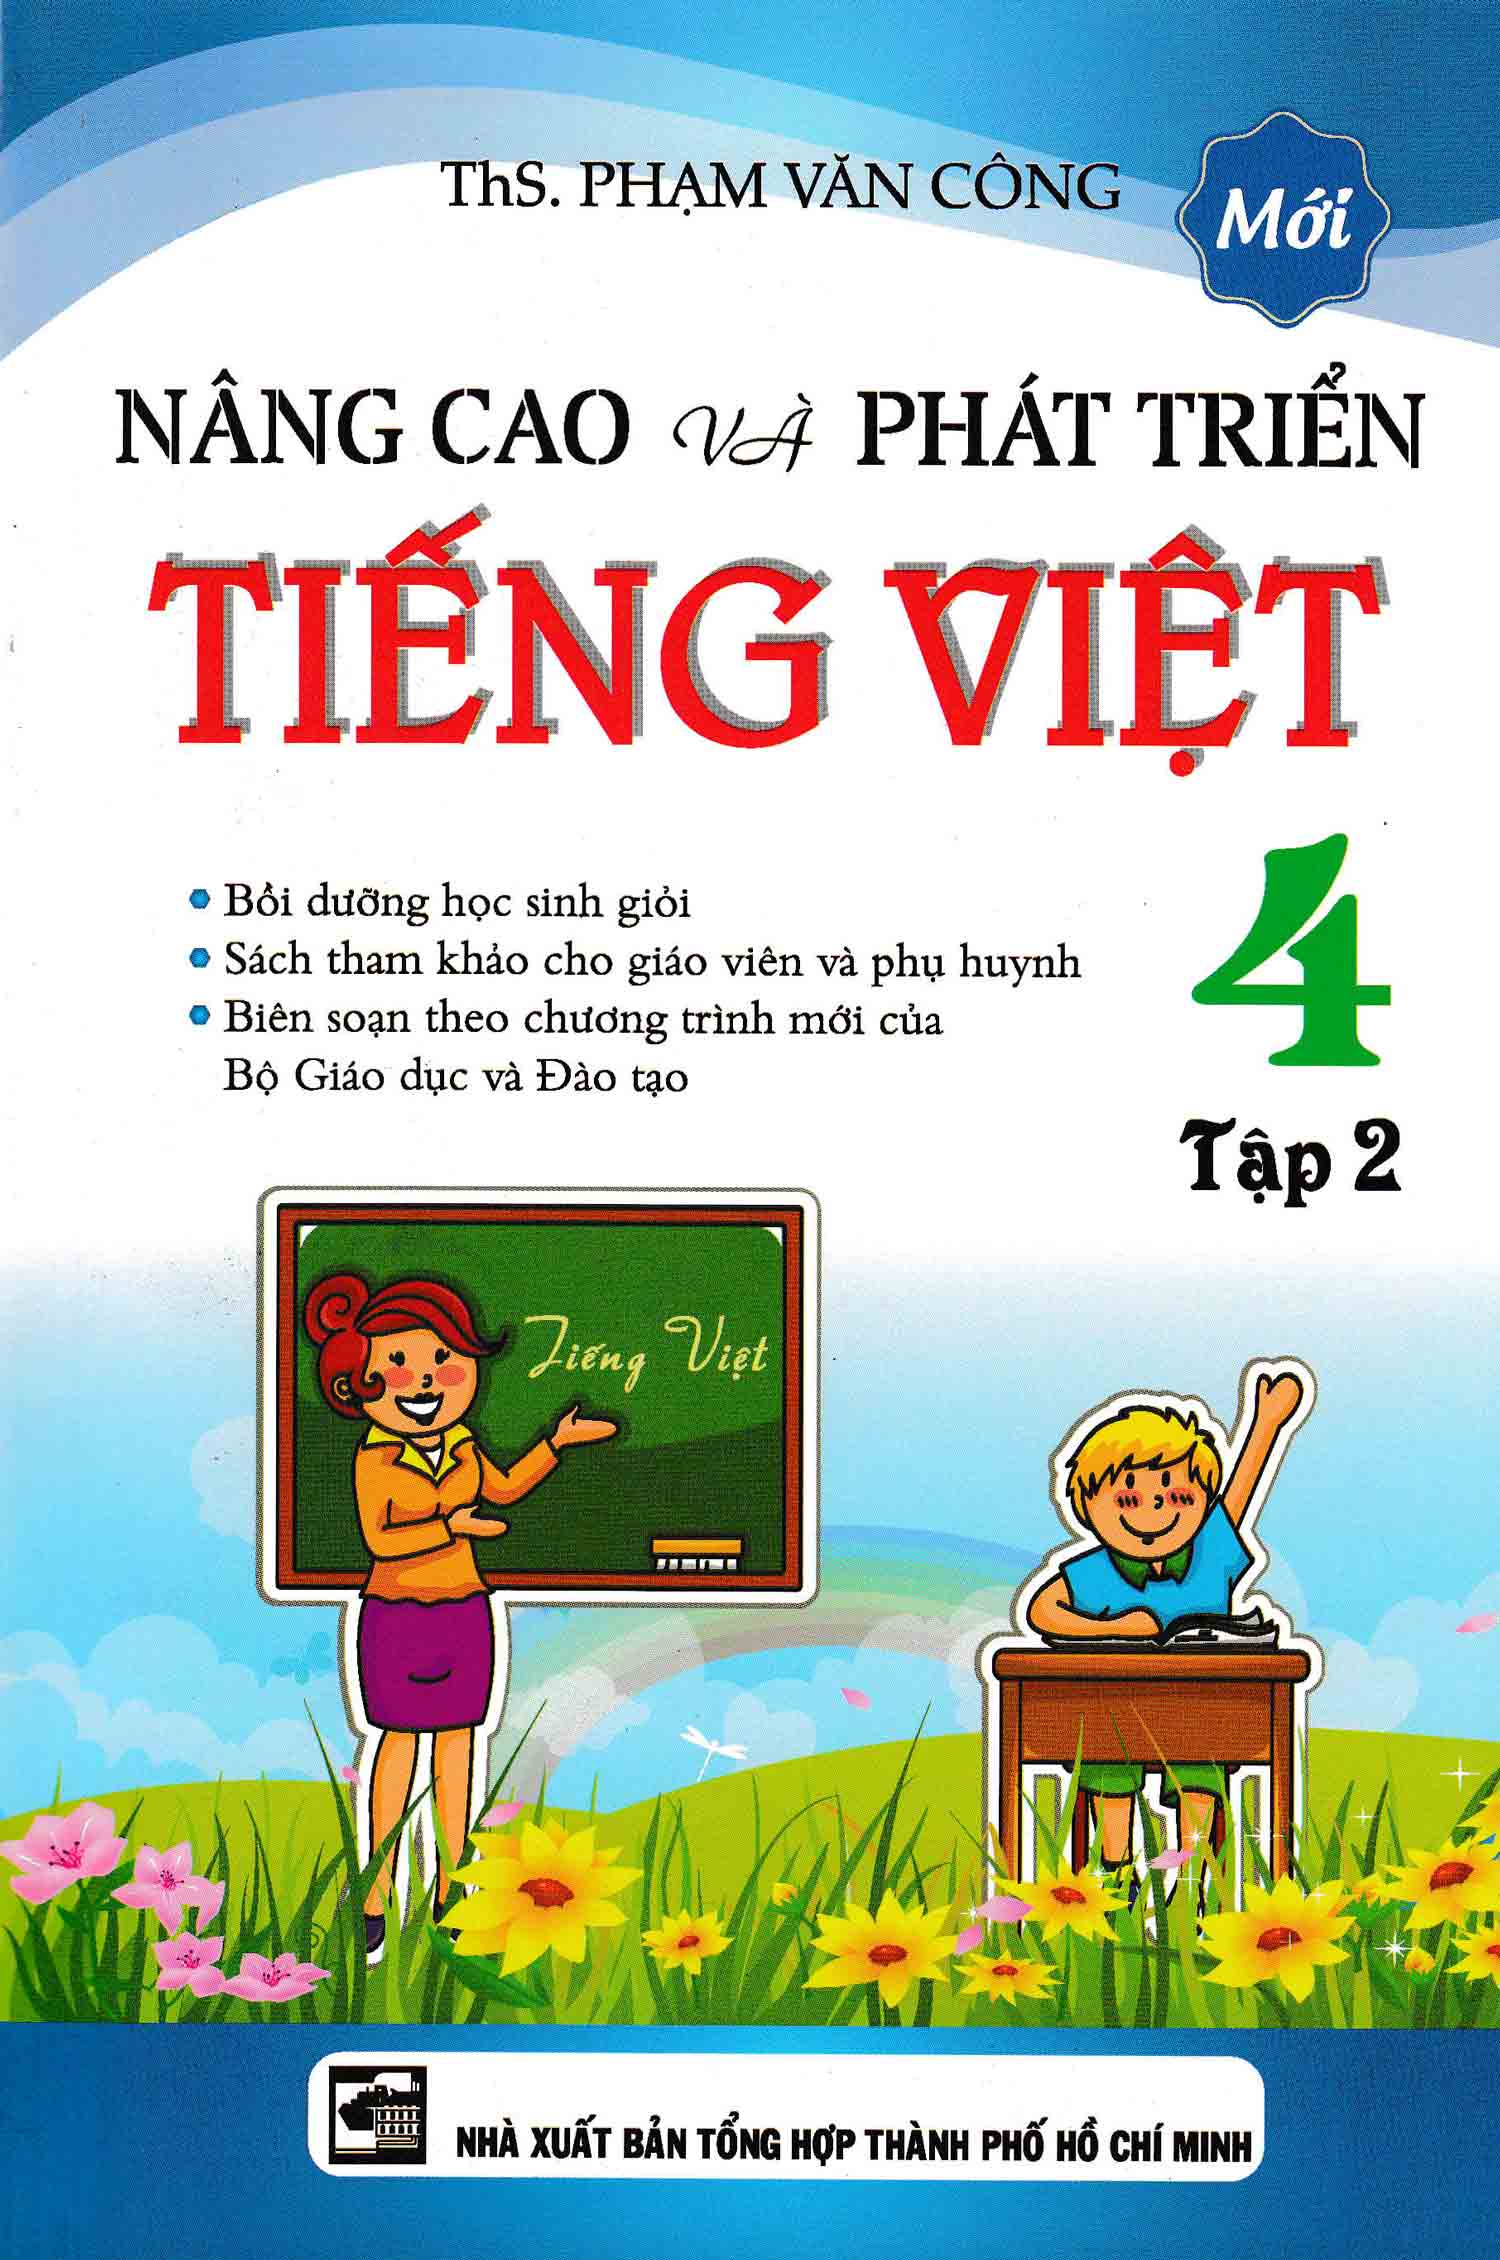 ThS. PHẠM VĂN CÔNG
Mới
NÂNG CAO VÀ PHÁT TRIỂN
TIẾNG VIỆT
4
Tập 2
Bồi dưỡng học sinh giỏi
Sách tham khảo cho giáo viên và phụ huynh
Biên soạn theo chương trình mới của
Bộ Giáo dục và Đào tạo
Tiếng Việt
NHÀ XUẤT BẢN TỔNG HỢP THÀNH PHỐ HỒ CHÍ MINH